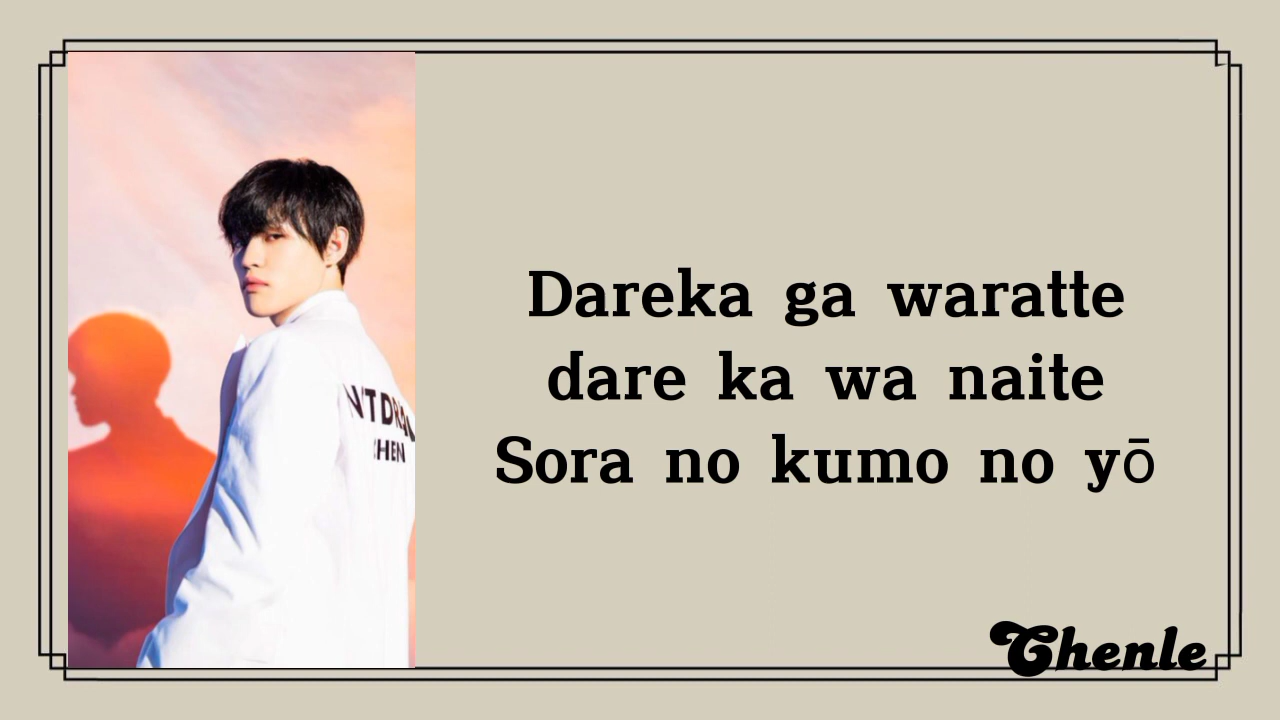 Dareka ga waratte
dare ka wa naite
Sora no kumo no yō
Chenle